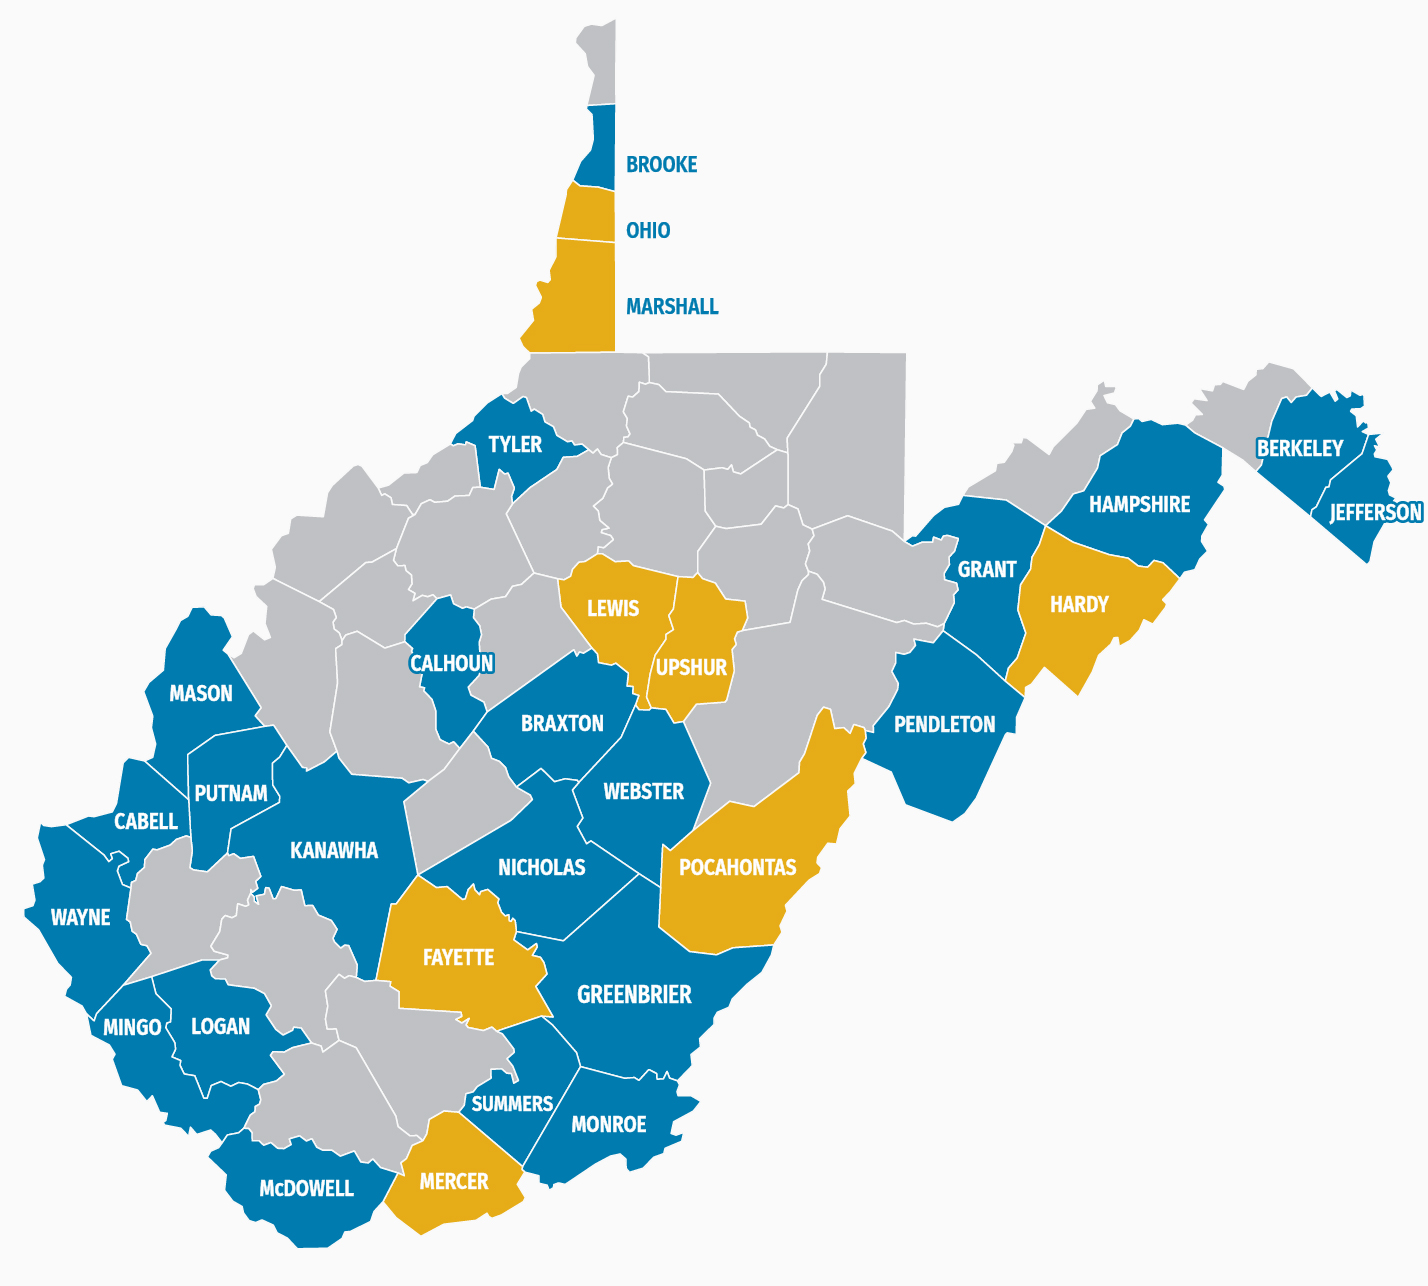 BROOKE
OHIO
MARSHALL
TYLER
BERKELEY
HAMPSHIRE
JEFFERSON
GRANT
HARDY
LEWIS
CALHOUN
UPSHUR
MASON
BRAXTON
PENDLETON
PUTNAM
WEBSTER
CABELL
KANAWHA
NICHOLAS
POCAHONTAS
WAYNE
FAYETTE
GREENBRIER
MINGO
LOGAN
SUMMERS
MONROE
MERCER
McDOWELL